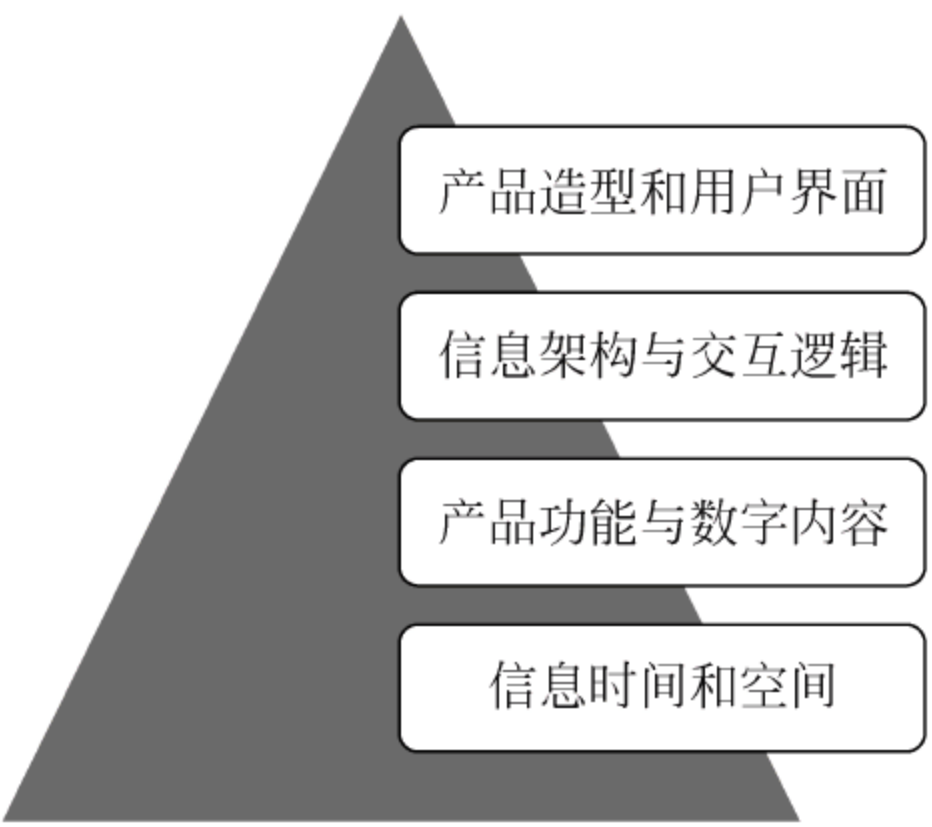 产品造型和用户界面
信息架构与交互逻辑
产品功能与数字内容
信息时间和空间